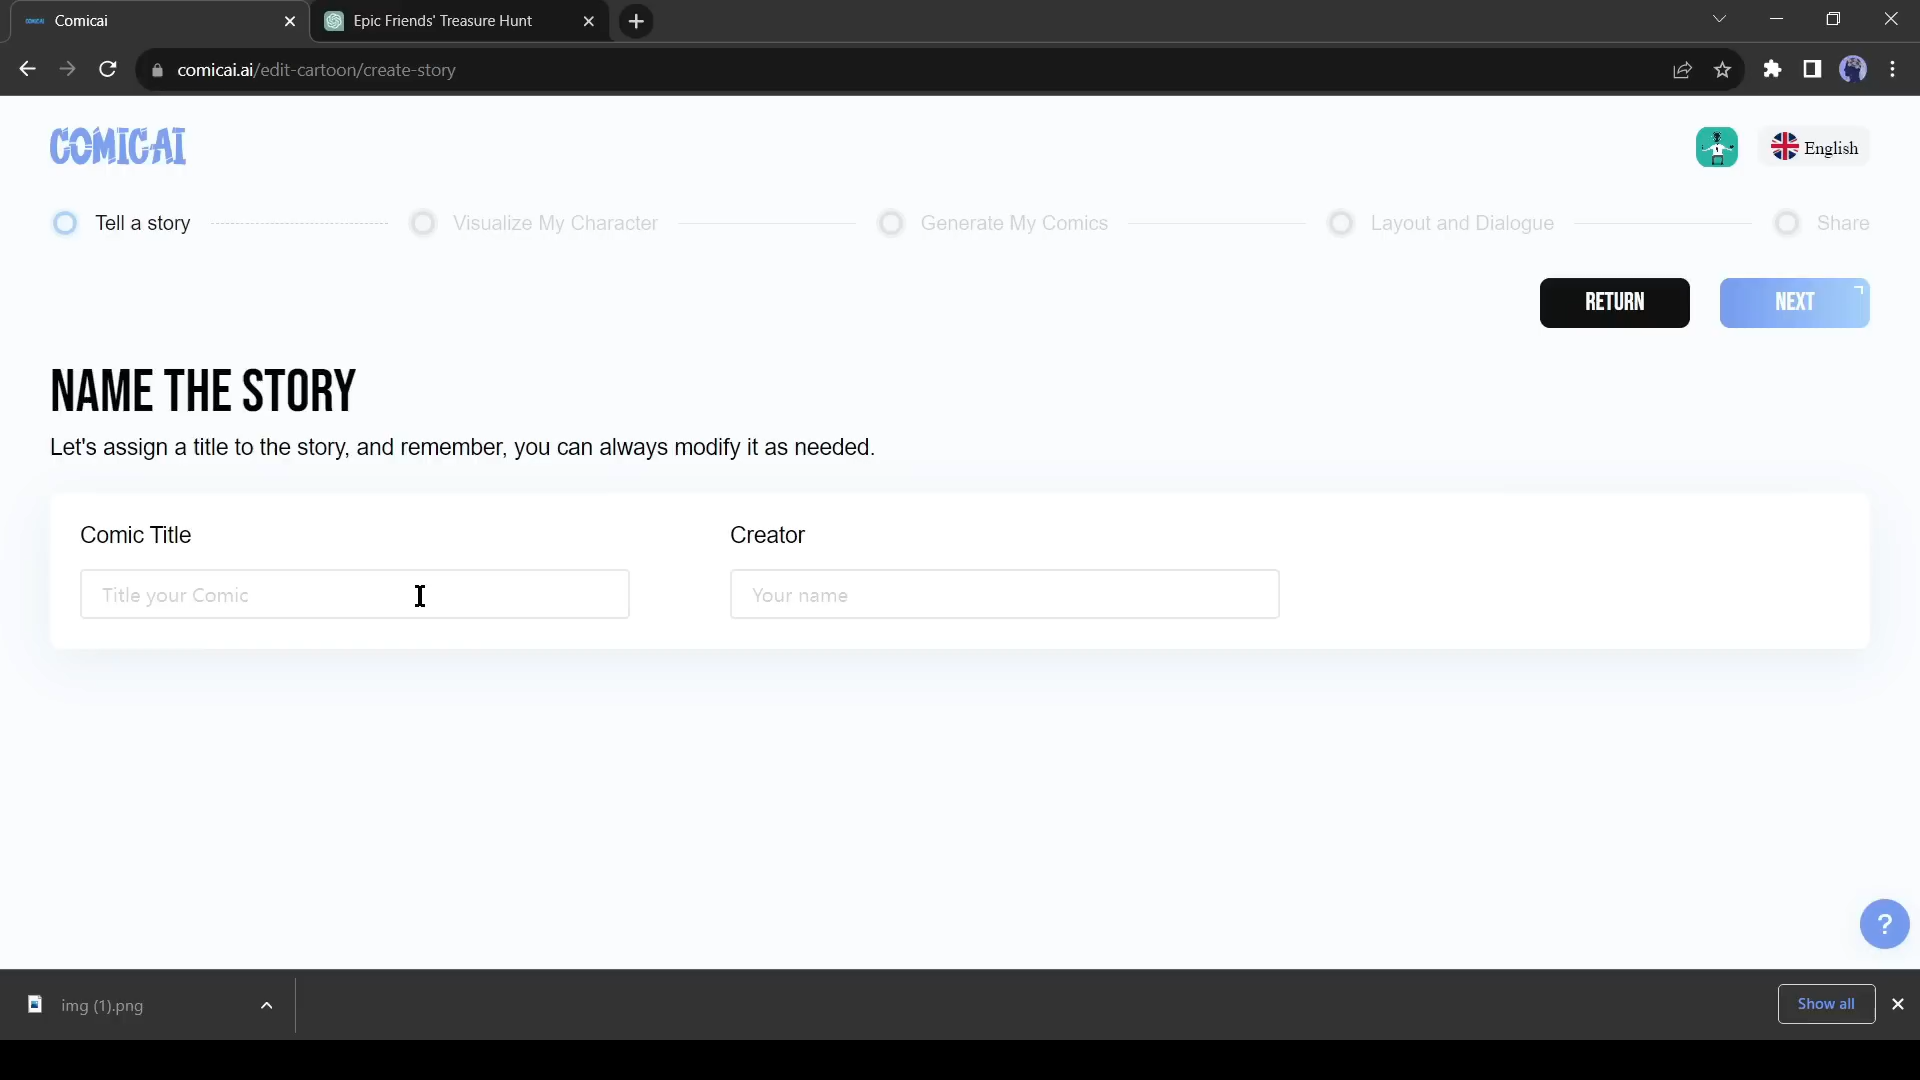 Comicai
Epic Friends' Treasure Hunt
comicai.ai/edit-cartoon/create-story
COMICAI
English
Tell a story
Visualize My Character
Generate My Comics
Layout and Dialogue
Share
RETURN
NEXT
NAME THE STORY
Let's assign a title to the story, and remember, you can always modify it as needed.
Comic Title
Creator
Title your Comic
Your name
?
img (1).png
Show all